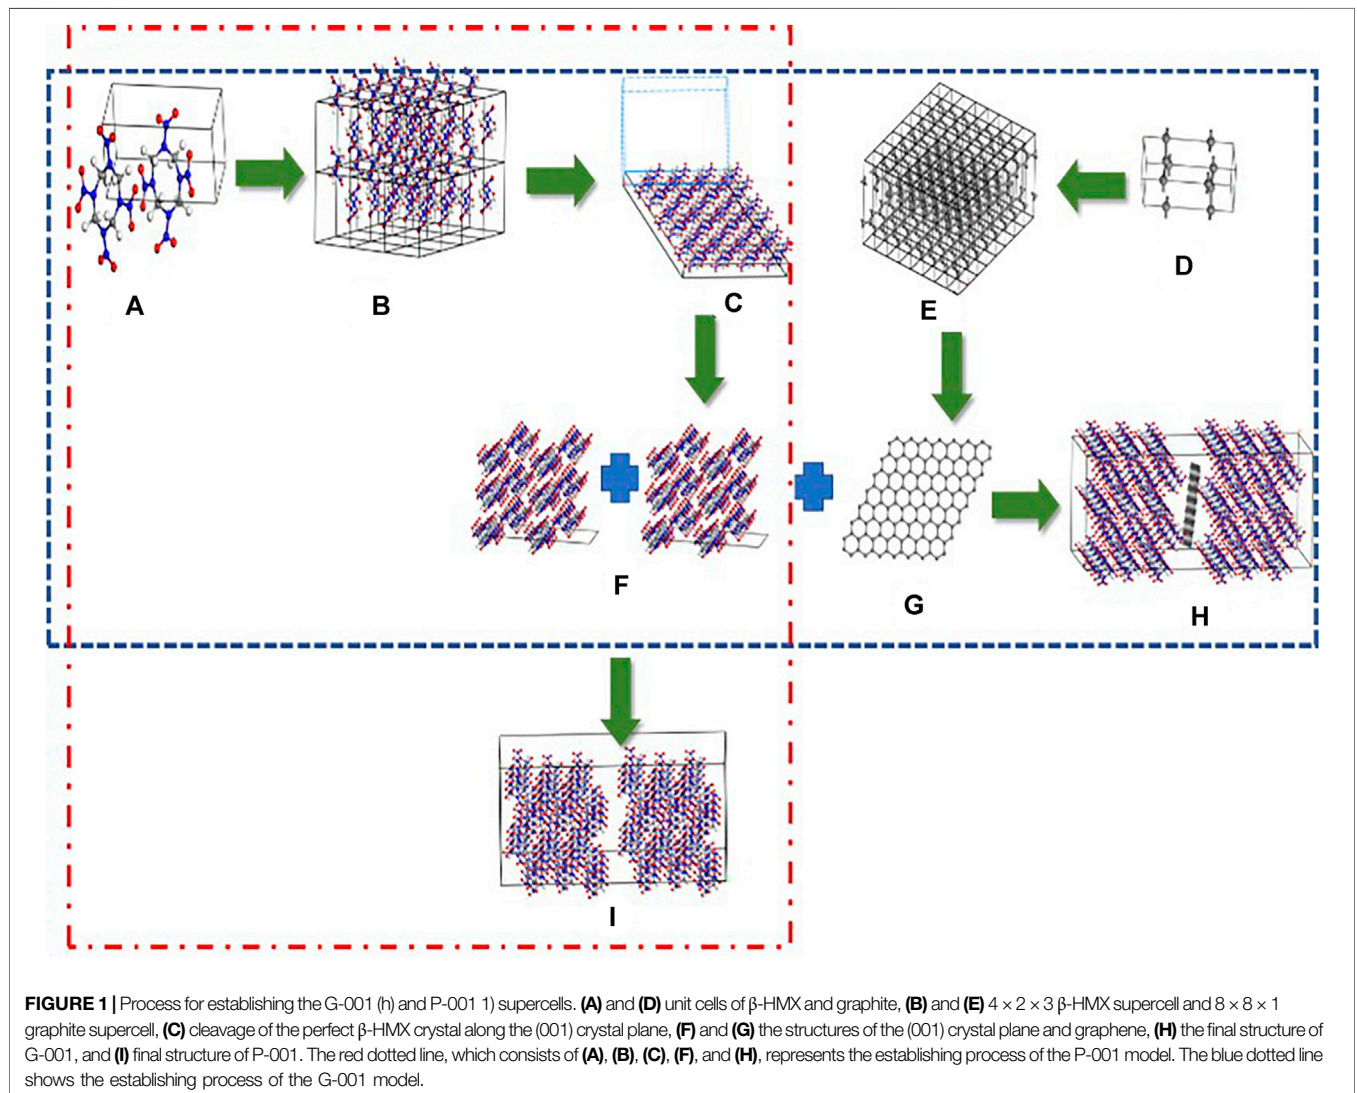 A
B
C
D
E
F
G
H
I
FIGURE 1 | Process for establishing the G-001 (h) and P-001 1) supercells. (A) and (D) unit cells of β-HMX and graphite, (B) and (E) 4 × 2 × 3 β-HMX supercell and 8 × 8 × 1
graphite supercell, (C) cleavage of the perfect β-HMX crystal along the (001) crystal plane, (F) and (G) the structures of the (001) crystal plane and graphene, (H) the final structure of
G-001, and (I) final structure of P-001. The red dotted line, which consists of (A), (B), (C), (F), and (H), represents the establishing process of the P-001 model. The blue dotted line
shows the establishing process of the G-001 model.